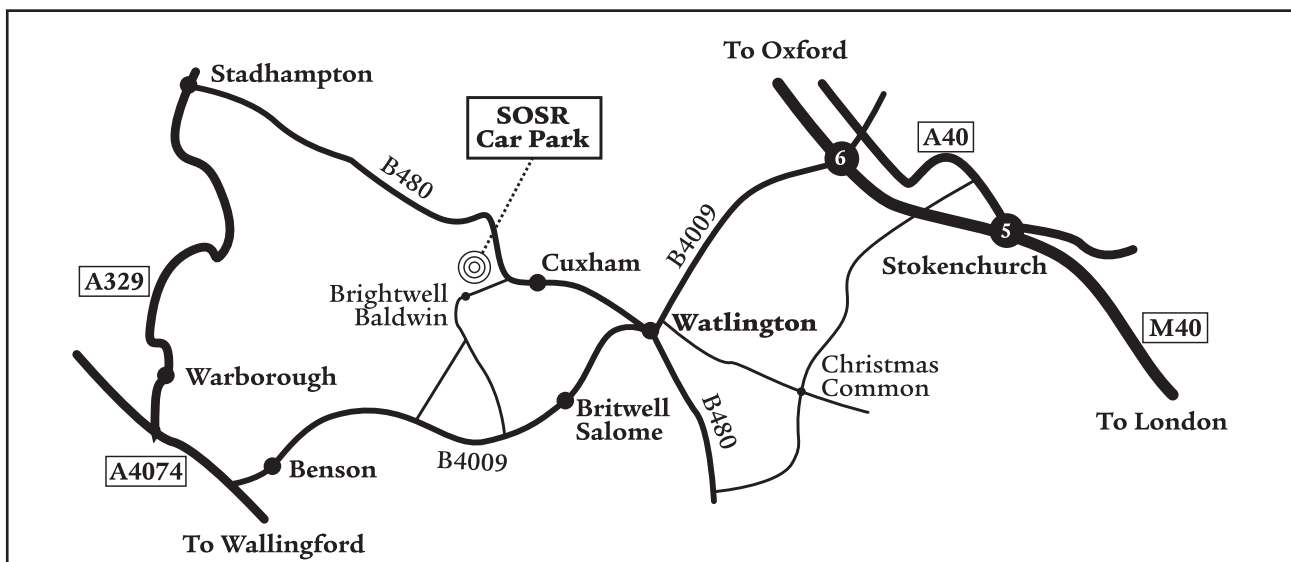 To Oxford
Stadhampton
SOSR
Car Park
A40
6
B480
B4009
5
Cuxham
Stokenchurch
A329
Brightwell
Baldwin
Watlington
M40
Warborough
Christmas
Common
Britwell
Salome
B480
To London
A4074
Benson
B4009
To Wallingford